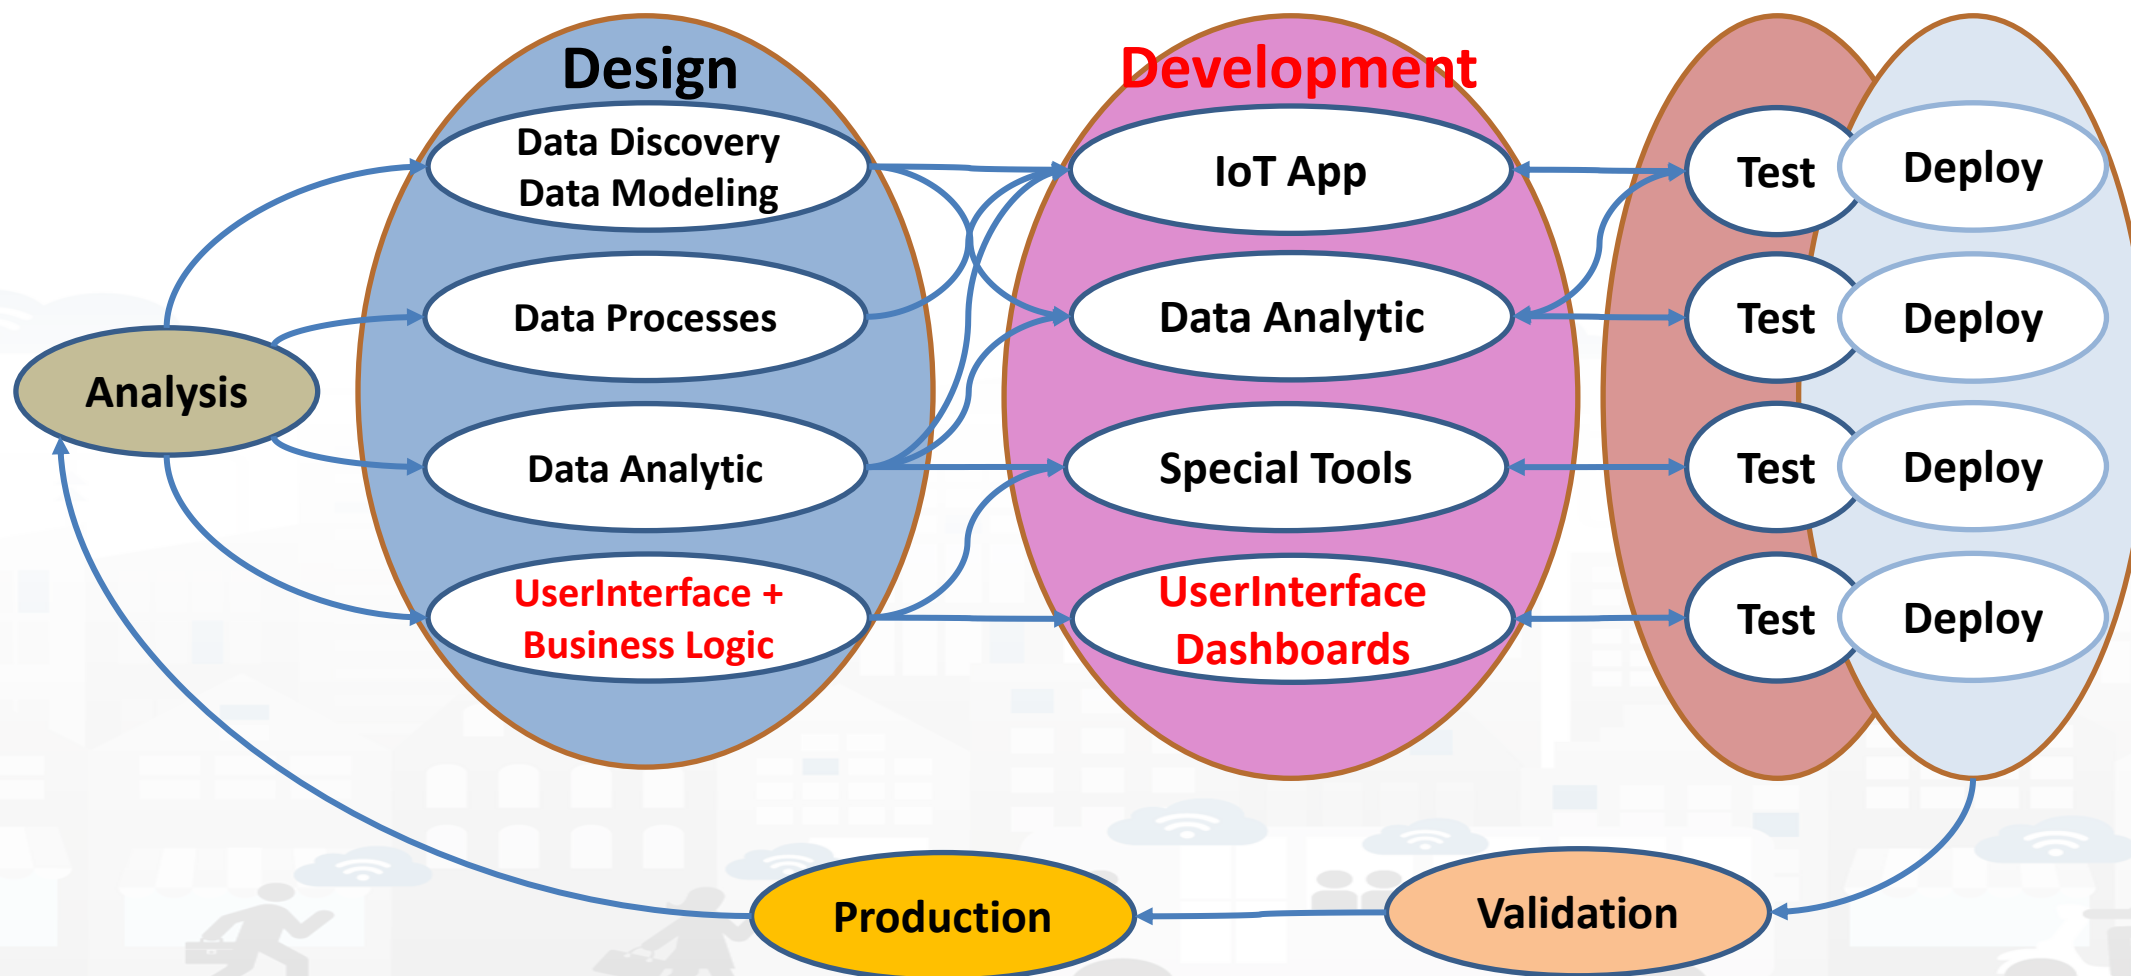 Design
Data Discovery
Data Modeling
Data Processes
Data Analytic
UserInterface +
Business Logic
Analysis
Development
IoT App
Data Analytic
Special Tools
UserInterface
Dashboards
Test
Deploy
Test
Deploy
Test
Deploy
Test
Deploy
Production
Validation